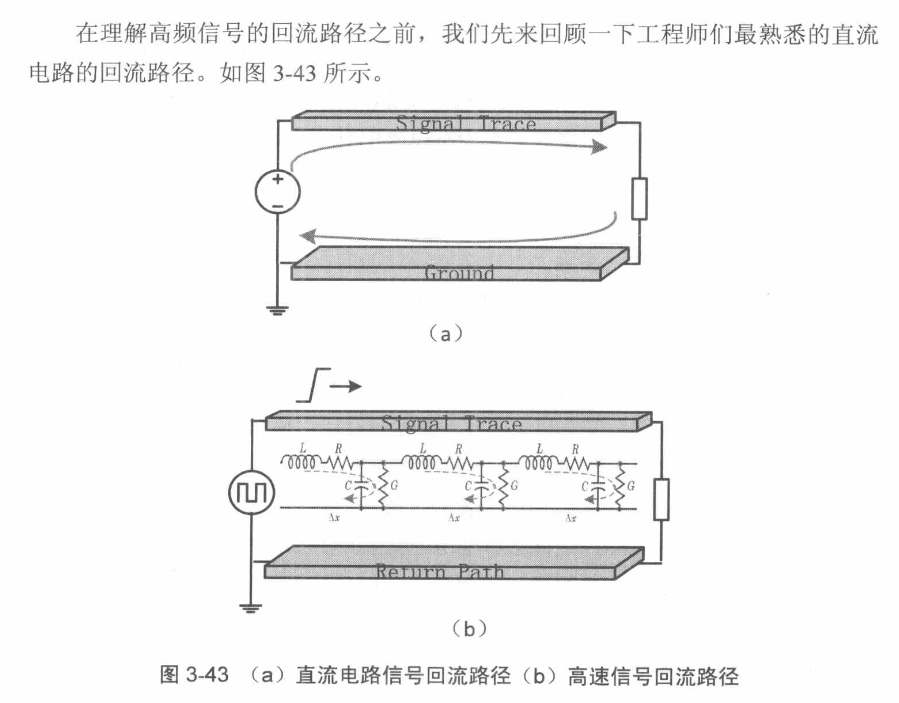 在理解高频信号的回流路径之前，我们先来回顾一下工程师们最熟悉的直流
电路的回流路径。如图 3-43 所示。
Signal Trace
+
−
Ground
（a）
Signal Trace
L R L R L R
C G C G C G
Δx Δx Δx
Return Path
（b）
图 3-43 （a）直流电路信号回流路径（b）高速信号回流路径